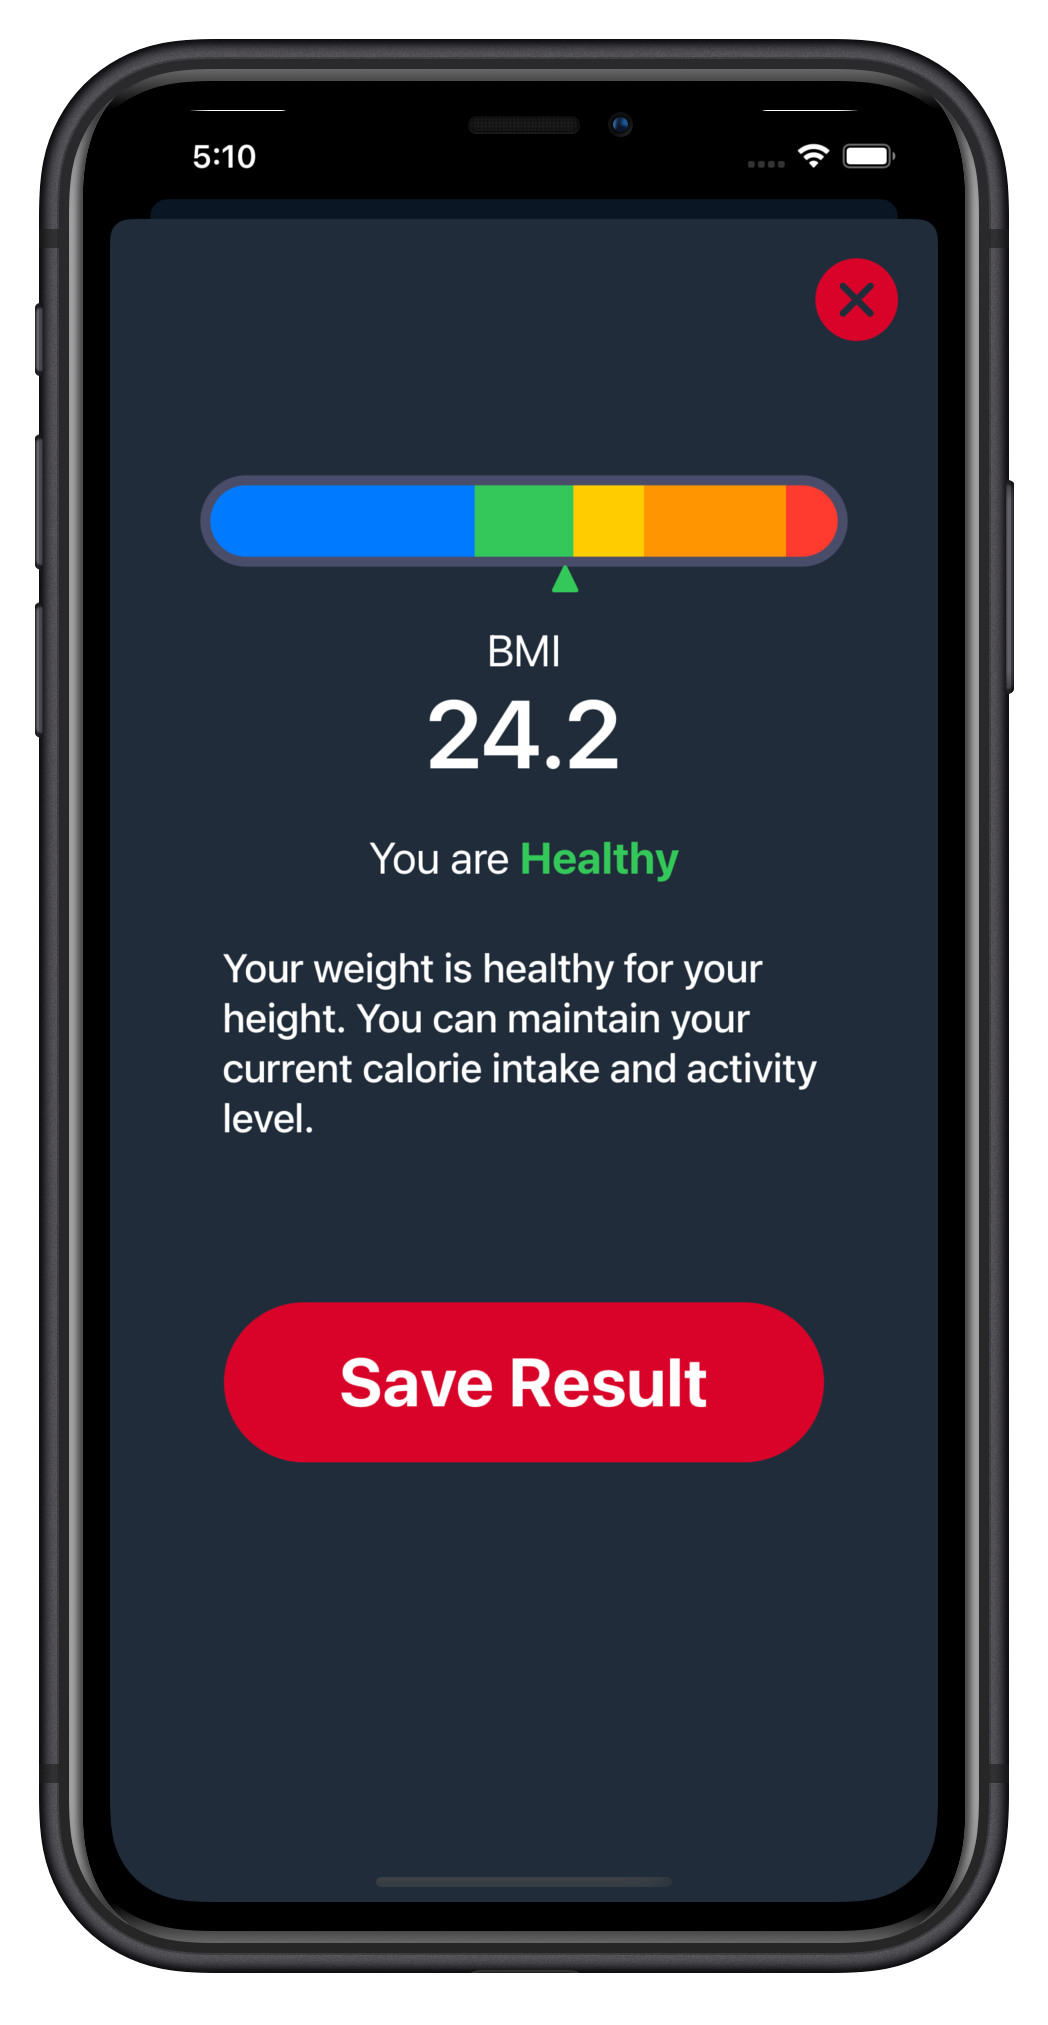 5:10
BMI
24.2
You are Healthy
Your weight is healthy for your
height. You can maintain your
current calorie intake and activity
level.
Save Result